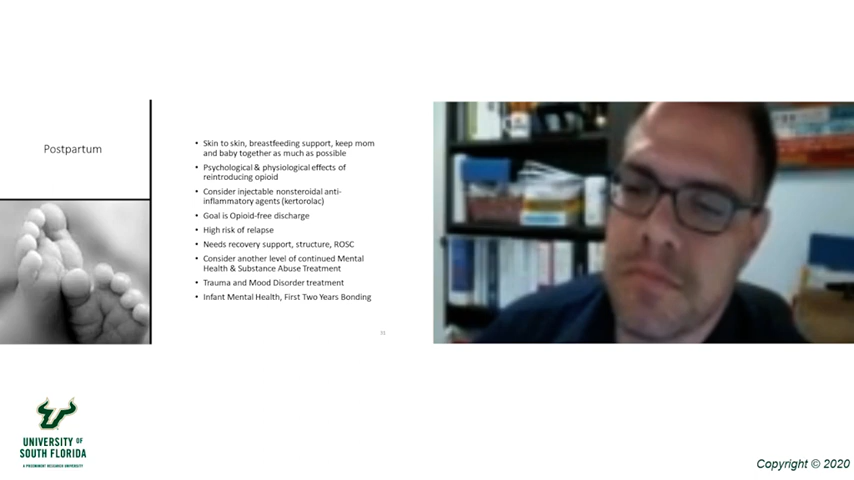 Postpartum
• Skin to skin, breastfeeding support, keep mom
and baby together as much as possible
• Psychological & physiological effects of
reintroducing opioid
• Consider injectable nonsteroidal anti-
inflammatory agents (kertorolac)
• Goal is Opioid-free discharge
• High risk of relapse
• Needs recovery support, structure, ROSC
• Consider another level of continued Mental
Health & Substance Abuse Treatment
• Trauma and Mood Disorder treatment
• Infant Mental Health, First Two Years Bonding
UNIVERSITY OF
SOUTH FLORIDA
A PREEMINENT RESEARCH UNIVERSITY
Copyright © 2020